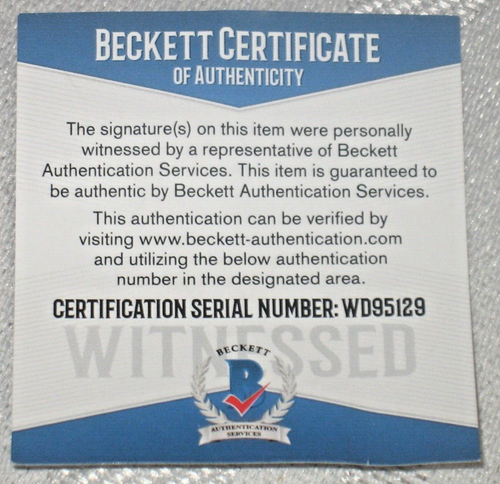 BECKETT CERTIFICATE
OF AUTHENTICITY
The signature(s) on this item were personally
witnessed by a representative of Beckett
Authentication Services. This item is guaranteed to
be authentic by Beckett Authentication Services.
This authentication can be verified by
visiting www.beckett-authentication.com
and utilizing the below authentication
number in the designated area.
CERTIFICATION SERIAL NUMBER: WD95129
WITNESSED
BECKETT
B
AUTHENTICATION
SERVICES